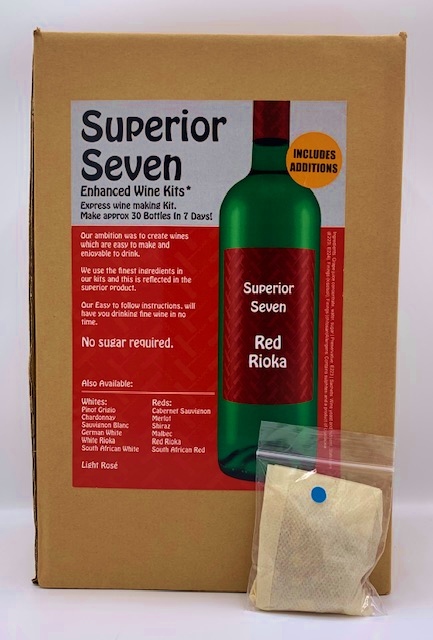 Superior
Seven
Enhanced Wine Kits*
Express wine making Kit.
Make approx 30 Bottles In 7 Days!
INCLUDES
ADDITIONS
Our ambition was to create wines
which are easy to make and
enjoyable to drink.
We use the finest ingredients in
our kits and this is reflected in the
superior product.
Our Easy to follow instructions, will
have you drinking fine wine in no
time.
No sugar required.
Also Available:
Whites:
Pinot Grigio
Chardonnay
Sauvignon Blanc
German White
White Rioka
South African White
Light Rosé
Reds:
Cabernet Sauvignon
Merlot
Shiraz
Malbec
Red Rioka
South African Red
Superior
Seven
Red
Rioka